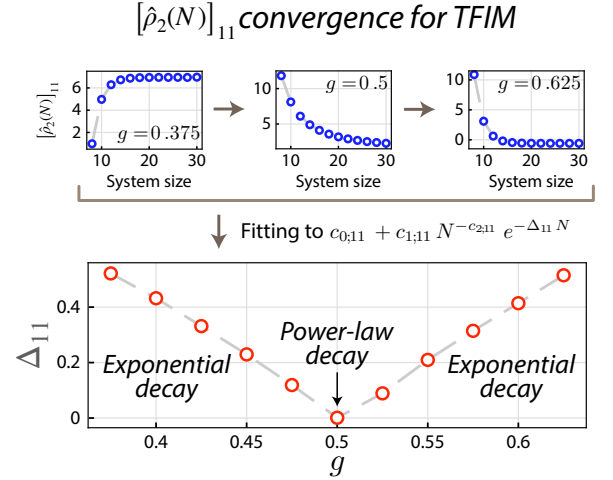 [ρ̂₂(N)]₁₁ convergence for TFIM
[ρ̂₂(N)]₁₁
6
4
2
g = 0.375
10 20 30
System size
10
5
g = 0.5
10 20 30
System size
10
5
0
g = 0.625
10 20 30
System size
Fitting to c₀;₁₁ + c₁;₁₁ N^{-c₂;₁₁} e^{-Δ₁₁ N}
Δ₁₁
0.4
0.2
0
Exponential
decay
Power-law
decay
Exponential
decay
0.4 0.45 0.5 0.55 0.6
g